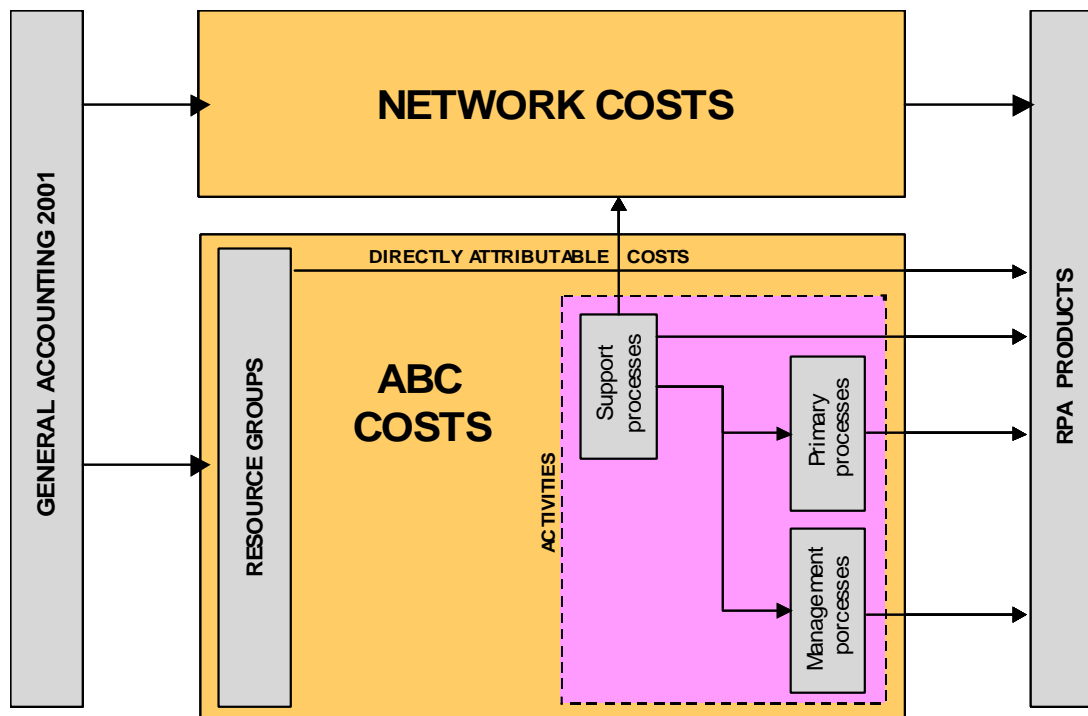 GENERAL ACCOUNTING 2001
NETWORK COSTS
DIRECTLY ATTRIBUTABLE COSTS
RESOURCE GROUPS
ABC
COSTS
ACTIVITIES
Support
processes
Primary
processes
Management
porcesses
RPA PRODUCTS